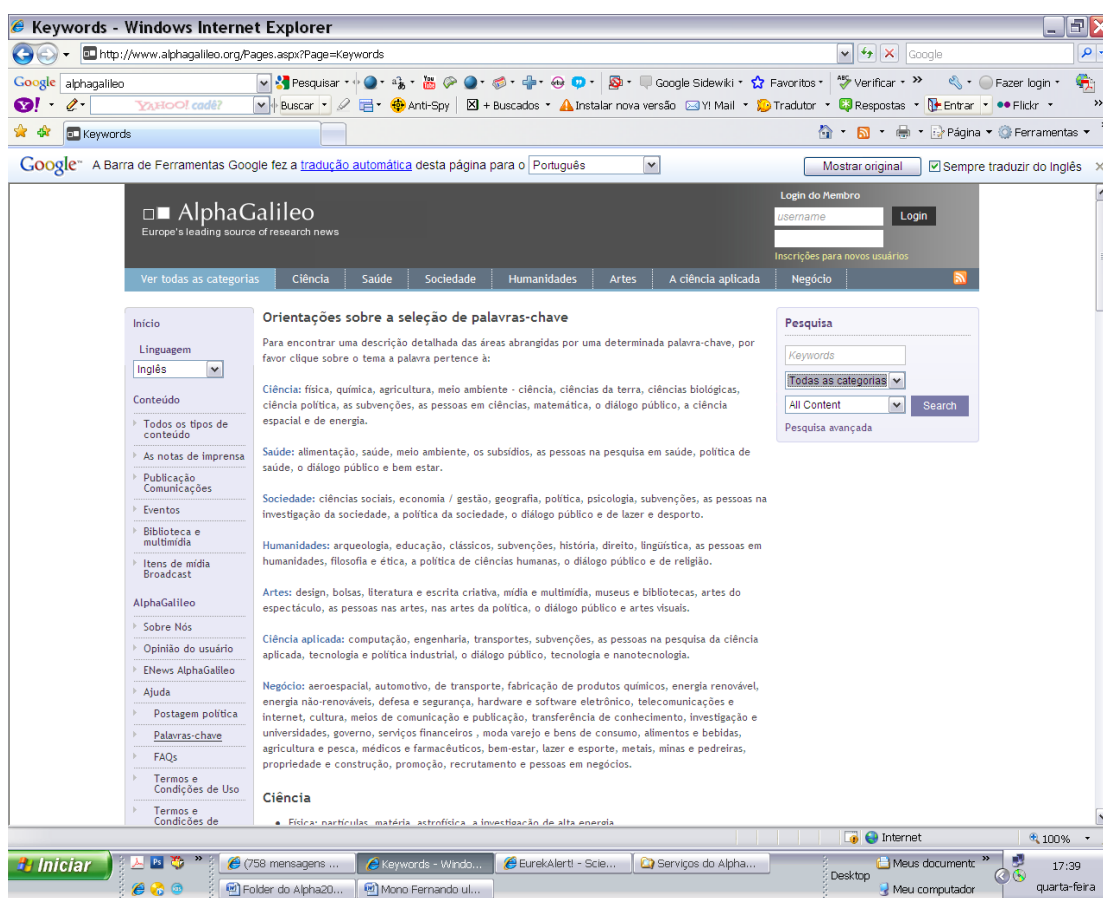 Keywords - Windows Internet Explorer
http://www.alphagalileo.org/Pages.aspx?Page=Keywords
Google
Google alphagalileo Pesquisar Google Sidewiki Favoritos Verificar Fazer login
YAHOO! cadê? Buscar Anti-Spy + Buscados Instalar nova versão Y! Mail Tradutor Respostas Entrar Flickr
Keywords Página Ferramentas
Google A Barra de Ferramentas Google fez a tradução automática desta página para o Português Mostrar original Sempre traduzir do Inglês
Login do Membro
AlphaGalileo
username Login
Europe's leading source of research news
Inscrições para novos usuários
Ver todas as categorias Ciência Saúde Sociedade Humanidades Artes A ciência aplicada Negócio
Início
Linguagem
Inglês
Conteúdo
Todos os tipos de
conteúdo
As notas de imprensa
Publicação
Comunicações
Eventos
Biblioteca e
multimídia
Itens de mídia
Broadcast
AlphaGalileo
Sobre Nós
Opinião do usuário
ENews AlphaGalileo
Ajuda
Postagem política
Palavras-chave
FAQs
Termos e
Condições de Uso
Termos e
Condições de
Orientações sobre a seleção de palavras-chave
Para encontrar uma descrição detalhada das áreas abrangidas por uma determinada palavra-chave, por
favor clique sobre o tema a palavra pertence à:
Ciência: física, química, agricultura, meio ambiente - ciência, ciências da terra, ciências biológicas,
ciência política, as subvenções, as pessoas em ciências, matemática, o diálogo público, a ciência
espacial e de energia.
Saúde: alimentação, saúde, meio ambiente, os subsídios, as pessoas na pesquisa em saúde, política de
saúde, o diálogo público e bem estar.
Sociedade: ciências sociais, economia / gestão, geografia, política, psicologia, subvenções, as pessoas na
investigação da sociedade, a política da sociedade, o diálogo público e de lazer e desporto.
Humanidades: arqueologia, educação, clássicos, subvenções, história, direito, lingüística, as pessoas em
humanidades, filosofia e ética, a política de ciências humanas, o diálogo público e de religião.
Artes: design, bolsas, literatura e escrita criativa, mídia e multimídia, museus e bibliotecas, artes do
espectáculo, as pessoas nas artes, nas artes da política, o diálogo público e artes visuais.
Ciência aplicada: computação, engenharia, transportes, subvenções, as pessoas na pesquisa da ciência
aplicada, tecnologia e política industrial, o diálogo público, tecnologia e nanotecnologia.
Negócio: aeroespacial, automotivo, de transporte, fabricação de produtos químicos, energia renovável,
energia não-renováveis, defesa e segurança, hardware e software eletrônico, telecomunicações e
internet, cultura, meios de comunicação e publicação, transferência de conhecimento, investigação e
universidades, governo, serviços financeiros , moda varejo e bens de consumo, alimentos e bebidas,
agricultura e pesca, médicos e farmacêuticos, bem-estar, lazer e esporte, metais, minas e pedreiras,
propriedade e construção, promoção, recrutamento e pessoas em negócios.
Ciência
Física: partículas, matéria, astrofísica, a investigação de alta energia
Pesquisa
Keywords
Todas as categorias
All Content Search
Pesquisa avançada
Internet 100%
Iniciar (758 mensagens ... Keywords - Windo... EurekAlert! - Scie... Serviços do Alpha... Desktop Meus documentc 17:39
Folder do Alpha20... Mono Fernando ul... Meu computador quarta-feira